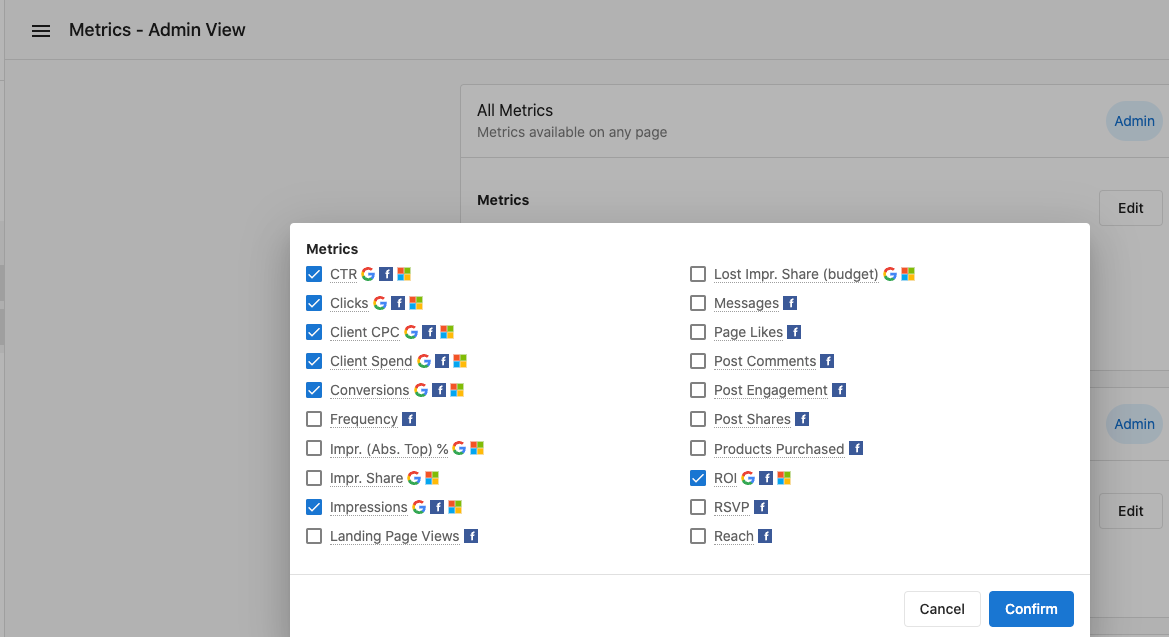 Metrics - Admin View
All Metrics
Metrics available on any page
Admin
Metrics
Edit
Metrics
CTR
Clicks
Client CPC
Client Spend
Conversions
Frequency
Impr. (Abs. Top) %
Impr. Share
Impressions
Landing Page Views
Lost Impr. Share (budget)
Messages
Page Likes
Post Comments
Post Engagement
Post Shares
Products Purchased
ROI
RSVP
Reach
Admin
Edit
Cancel
Confirm